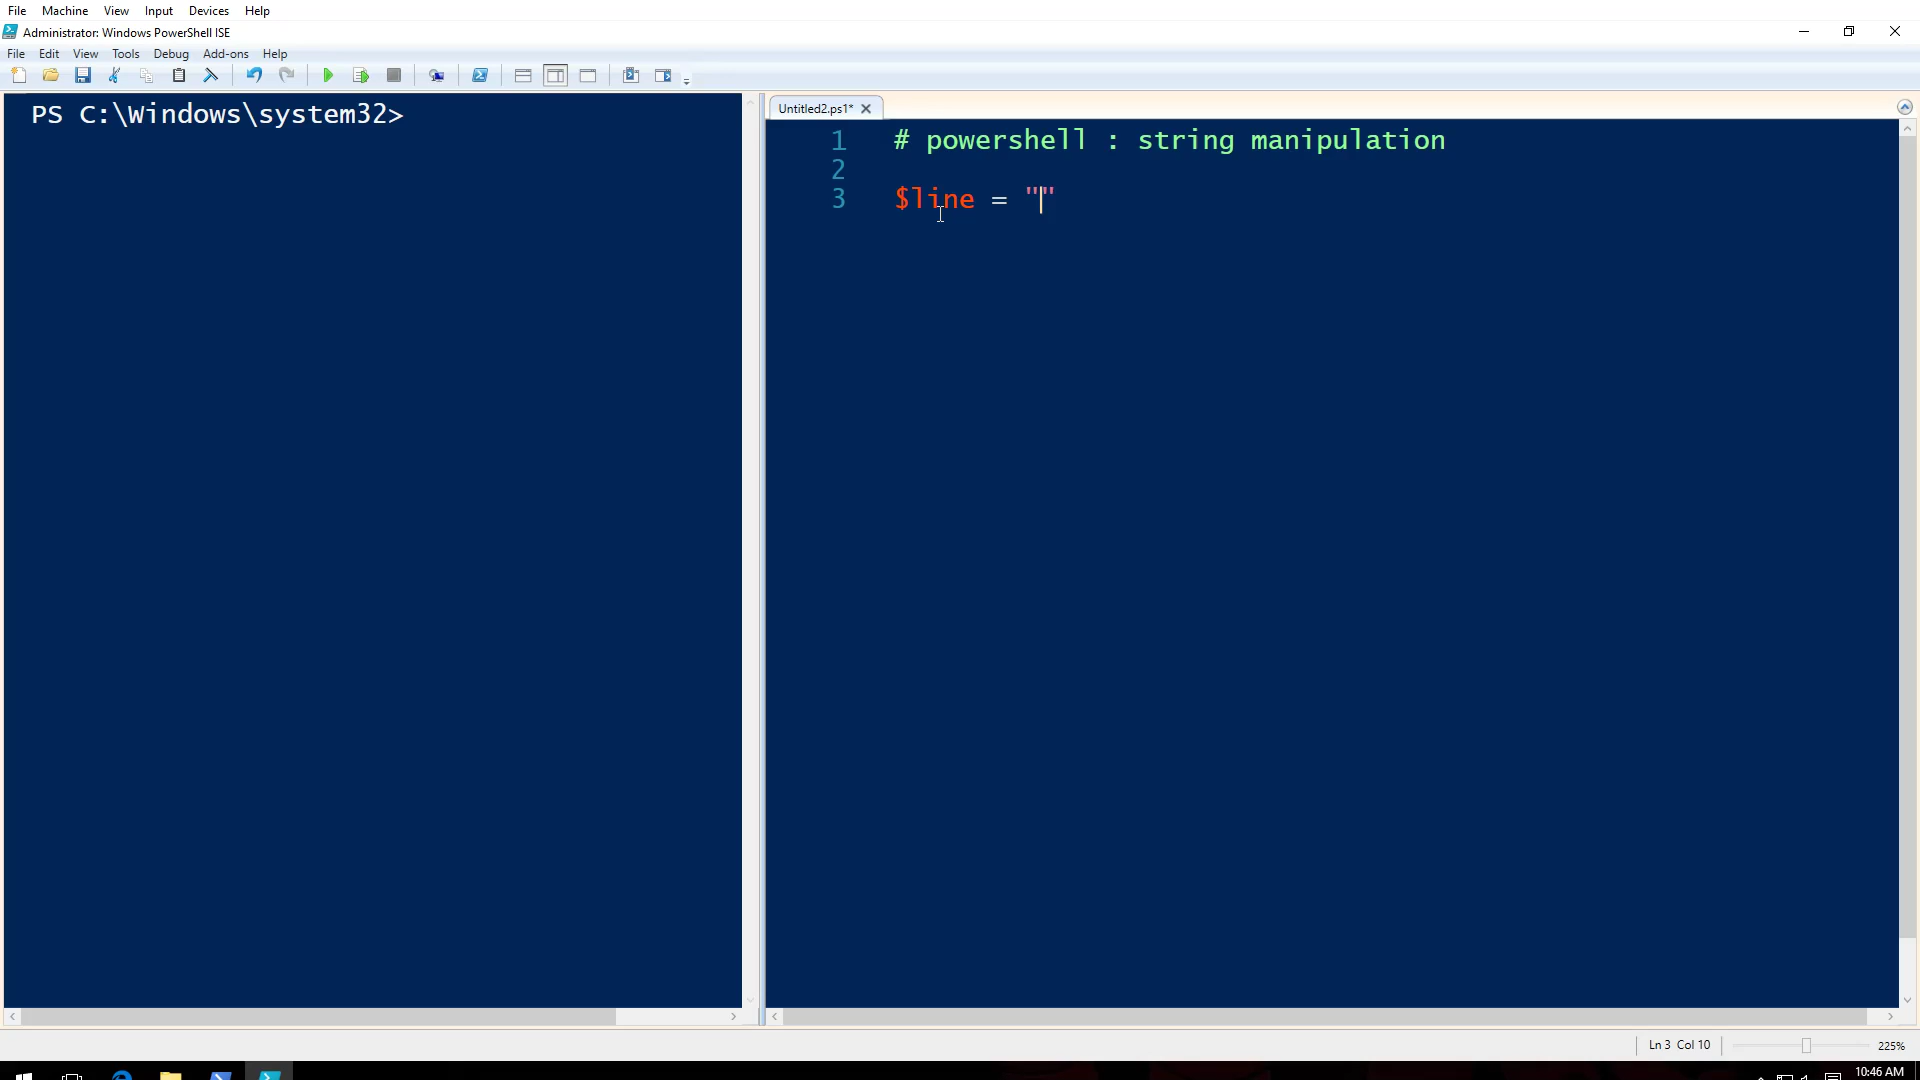 File Machine View Input Devices Help
Administrator: Windows PowerShell ISE
File Edit View Tools Debug Add-ons Help
PS C:\Windows\system32>
Untitled2.ps1*
1 # powershell : string manipulation
2
3 $line = ""
Ln 3 Col 10
225%
10:46 AM